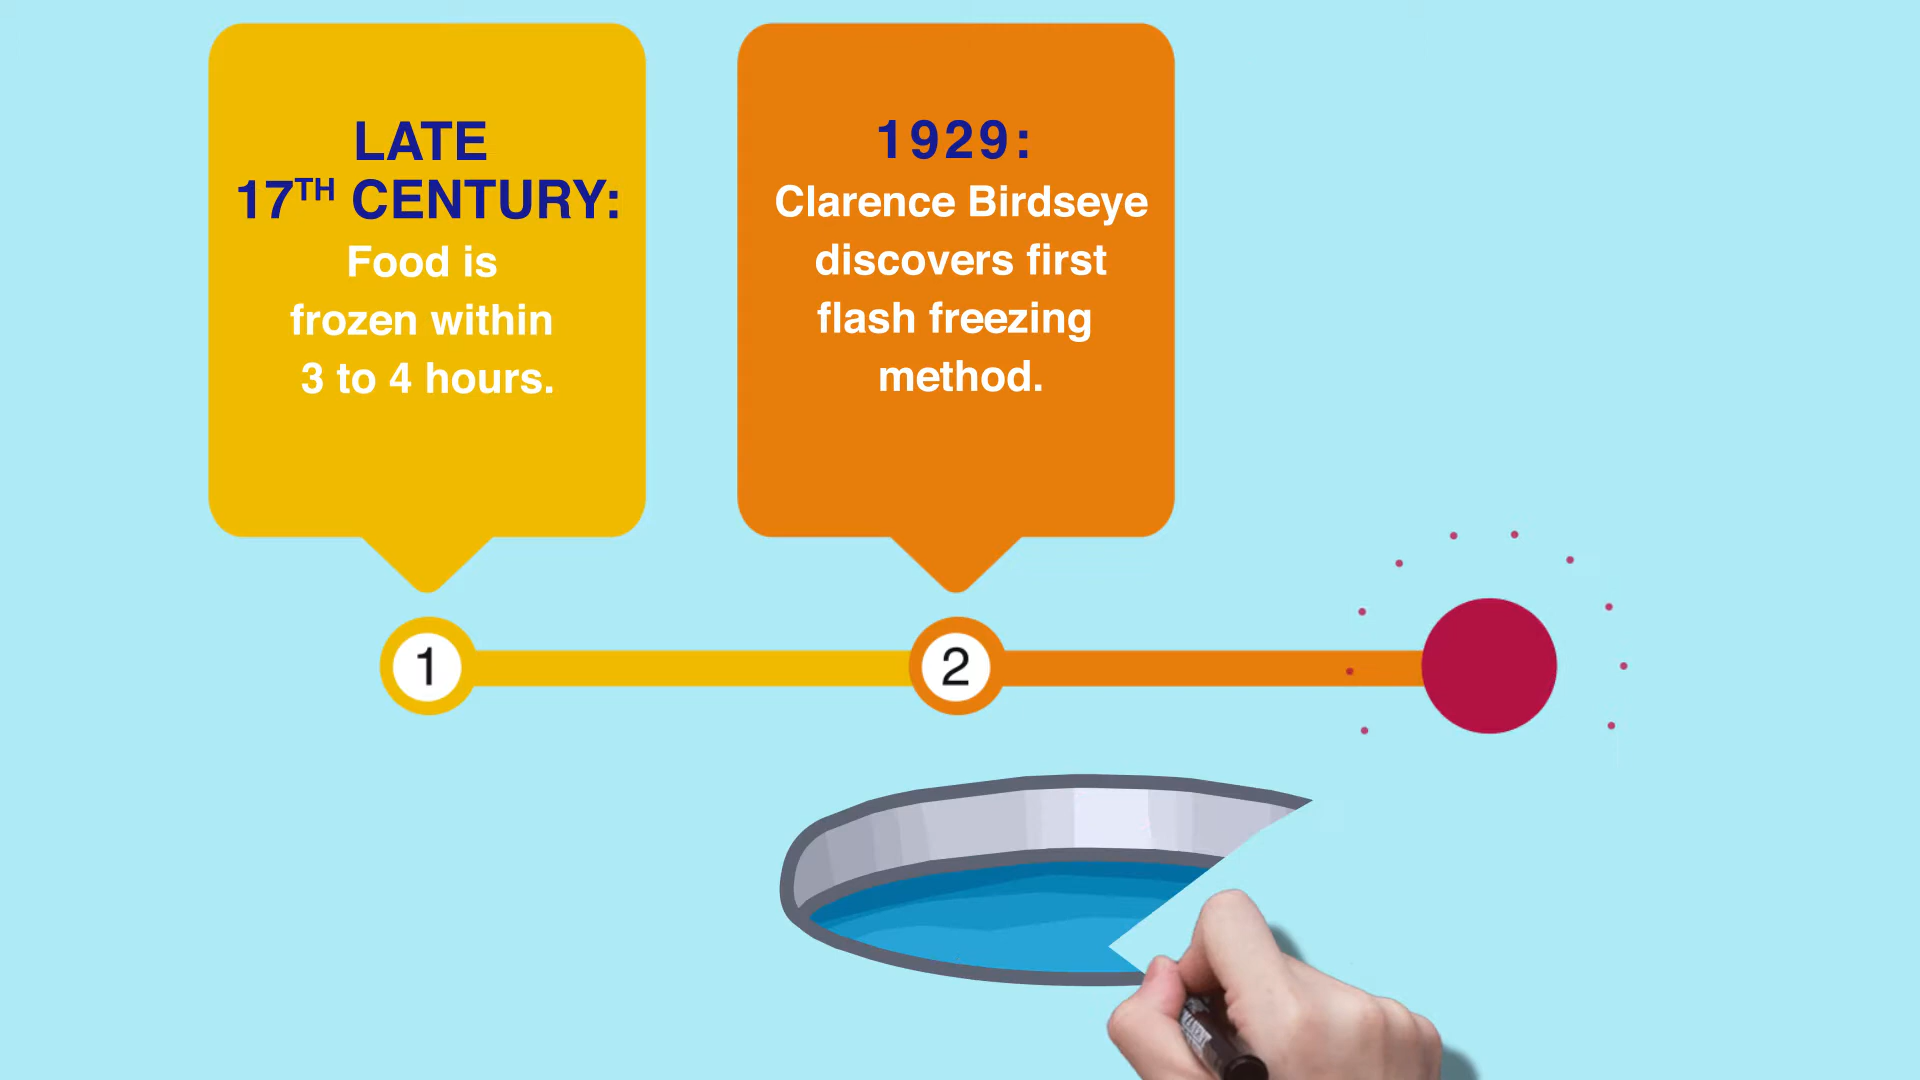 LATE
17TH CENTURY:
Food is
frozen within
3 to 4 hours.
1929:
Clarence Birdseye
discovers first
flash freezing
method.
1
2